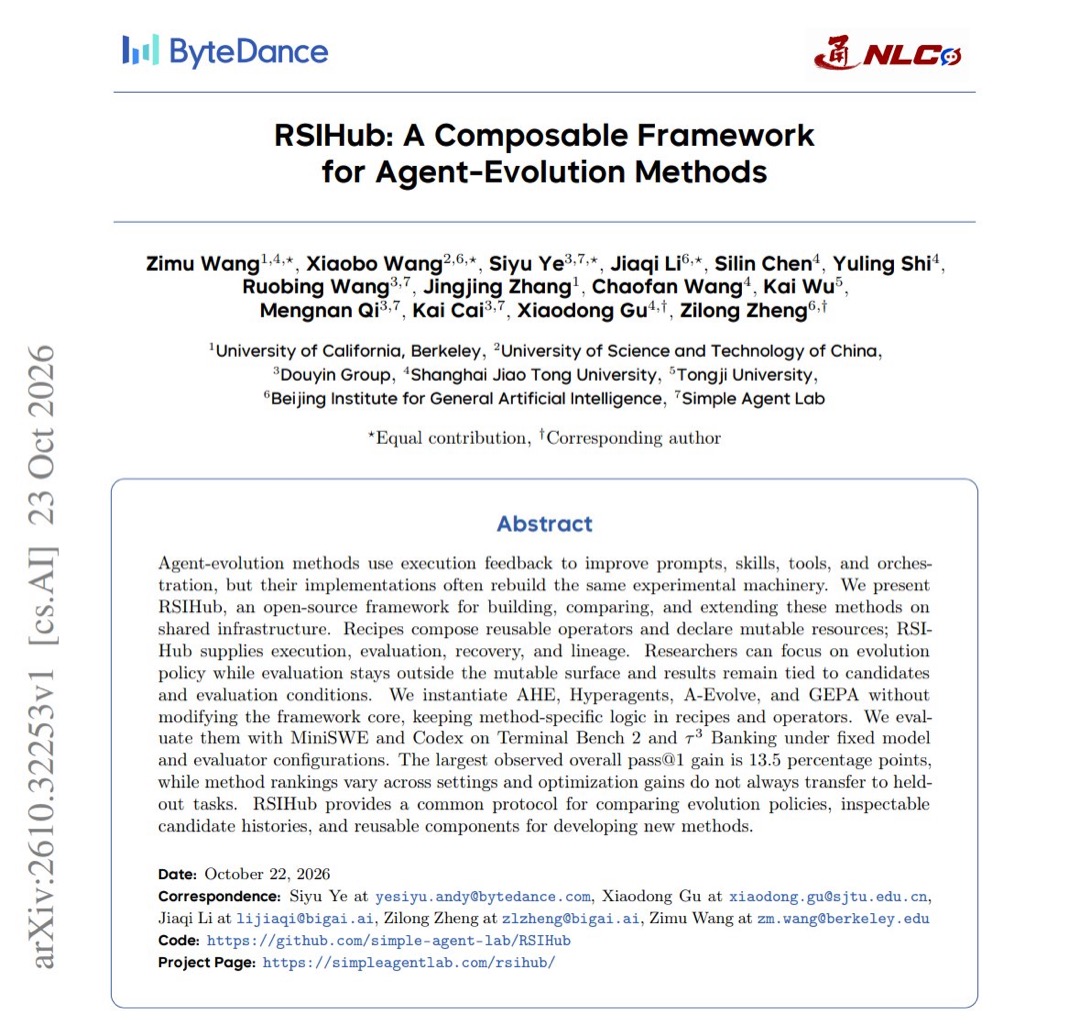 ByteDance
通 NLCo
RSIHub: A Composable Framework
for Agent-Evolution Methods
Zimu Wang1,4,⋆, Xiaobo Wang2,6,⋆, Siyu Ye3,7,⋆, Jiaqi Li6,⋆, Silin Chen4, Yuling Shi4,
Ruobing Wang3,7, Jingjing Zhang1, Chaofan Wang4, Kai Wu5,
Mengnan Qi3,7, Kai Cai3,7, Xiaodong Gu4,†, Zilong Zheng6,†
1University of California, Berkeley, 2University of Science and Technology of China,
3Douyin Group, 4Shanghai Jiao Tong University, 5Tongji University,
6Beijing Institute for General Artificial Intelligence, 7Simple Agent Lab
⋆Equal contribution, †Corresponding author
arXiv:2610.32253v1 [cs.AI] 23 Oct 2026
Abstract
Agent-evolution methods use execution feedback to improve prompts, skills, tools, and orches-
tration, but their implementations often rebuild the same experimental machinery. We present
RSIHub, an open-source framework for building, comparing, and extending these methods on
shared infrastructure. Recipes compose reusable operators and declare mutable resources; RSI-
Hub supplies execution, evaluation, recovery, and lineage. Researchers can focus on evolution
policy while evaluation stays outside the mutable surface and results remain tied to candidates
and evaluation conditions. We instantiate AHE, Hyperagents, A-Evolve, and GEPA without
modifying the framework core, keeping method-specific logic in recipes and operators. We eval-
uate them with MiniSWE and Codex on Terminal Bench 2 and τ3 Banking under fixed model
and evaluator configurations. The largest observed overall pass@1 gain is 13.5 percentage points,
while method rankings vary across settings and optimization gains do not always transfer to held-
out tasks. RSIHub provides a common protocol for comparing evolution policies, inspectable
candidate histories, and reusable components for developing new methods.
Date: October 22, 2026
Correspondence: Siyu Ye at yesiyu.andy@bytedance.com, Xiaodong Gu at xiaodong.gu@sjtu.edu.cn,
Jiaqi Li at lijiaqi@bigai.ai, Zilong Zheng at zlzheng@bigai.ai, Zimu Wang at zm.wang@berkeley.edu
Code: https://github.com/simple-agent-lab/RSIHub
Project Page: https://simpleagentlab.com/rsihub/